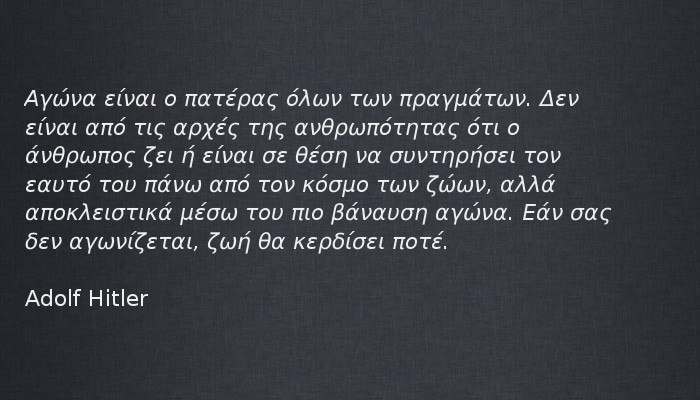 Αγώνα είναι ο πατέρας όλων των πραγμάτων. Δεν
είναι από τις αρχές της ανθρωπότητας ότι ο
άνθρωπος ζει ή είναι σε θέση να συντηρήσει τον
εαυτό του πάνω από τον κόσμο των ζώων, αλλά
αποκλειστικά μέσω του πιο βάναυση αγώνα. Εάν σας
δεν αγωνίζεται, ζωή θα κερδίσει ποτέ.
Adolf Hitler